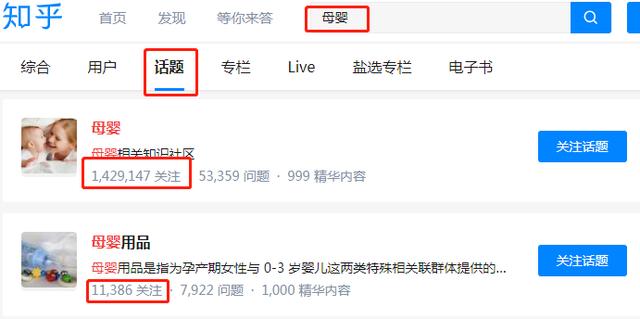 知乎 首页 发现 等你来答 母婴
综合 用户 话题 专栏 Live 盐选专栏 电子书
母婴
母婴相关知识社区
关注话题
1,429,147 关注 · 53,359 问题 · 999 精华内容
母婴用品
母婴用品是指为孕产期女性与 0-3 岁婴儿这两类特殊相关联群体提供的...
关注话题
11,386 关注 · 7,922 问题 · 1,000 精华内容